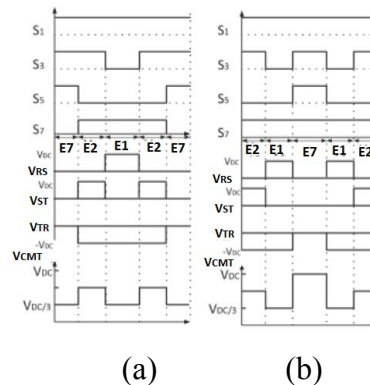 S1 S1
S3 S3
S5 S5
S7 S7
E7 E2 E1 E2 E7 E2 E1 E7 E1 E2
VDC VDC
VRS VRS
VDC VDC
VST VST
VTR VTR
-VDC -VDC
VCMT VCMT
VDC VDC
VDC/3 VDC/3
(a) (b)